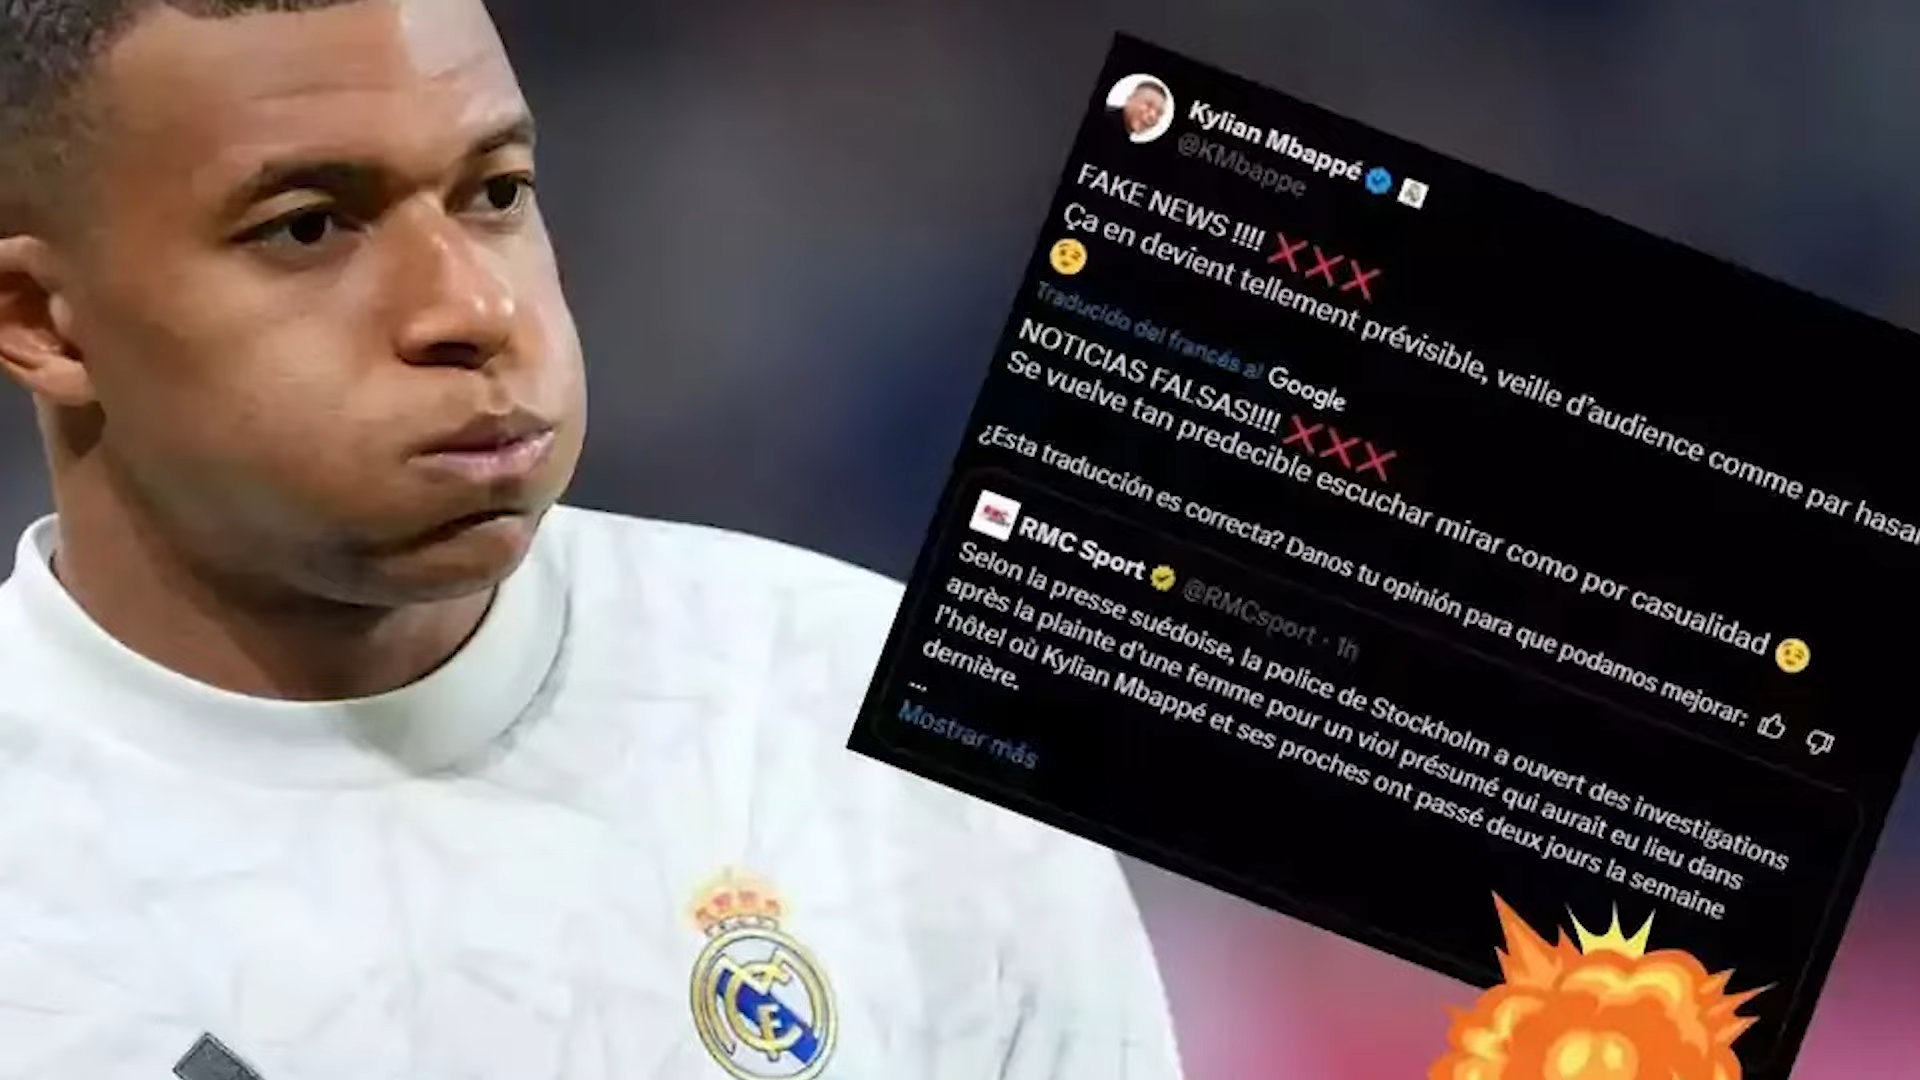 Kylian Mbappé
@KMbappe
FAKE NEWS !!!! ❌❌❌
Ça en devient tellement prévisible, veille d'audience comme par hasar
😉
Traducido del francés al Google
NOTICIAS FALSAS!!!! ❌❌❌
Se vuelve tan predecible escuchar mirar como por casualidad 😉
¿Esta traducción es correcta? Danos tu opinión para que podamos mejorar:
RMC Sport @RMCsport · 1h
Selon la presse suédoise, la police de Stockholm a ouvert des investigations
après la plainte d'une femme pour un viol présumé qui aurait eu lieu dans
l'hôtel où Kylian Mbappé et ses proches ont passé deux jours la semaine
dernière.
...
Mostrar más